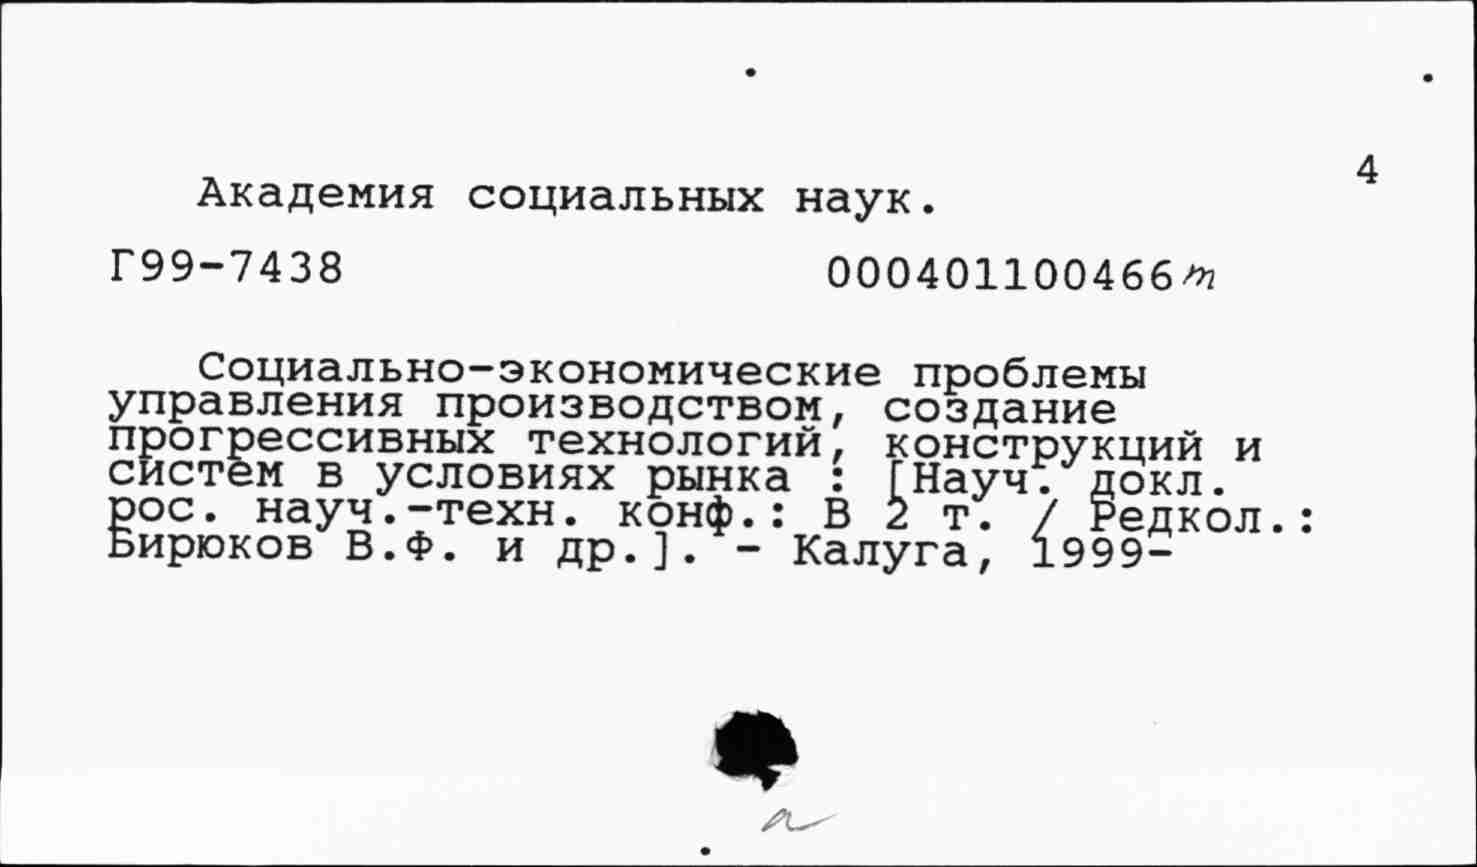 4
Академия социальных наук.
Г99-7438 000401100466m
Социально-экономические проблемы
управления производством, создание
прогрессивных технологий, конструкций и
систем в условиях рынка : [Науч. докл.
рос. науч.-техн. конф.: В 2 т. / Редкол.:
Бирюков В.Ф. и др.]. - Калуга, 1999-
a